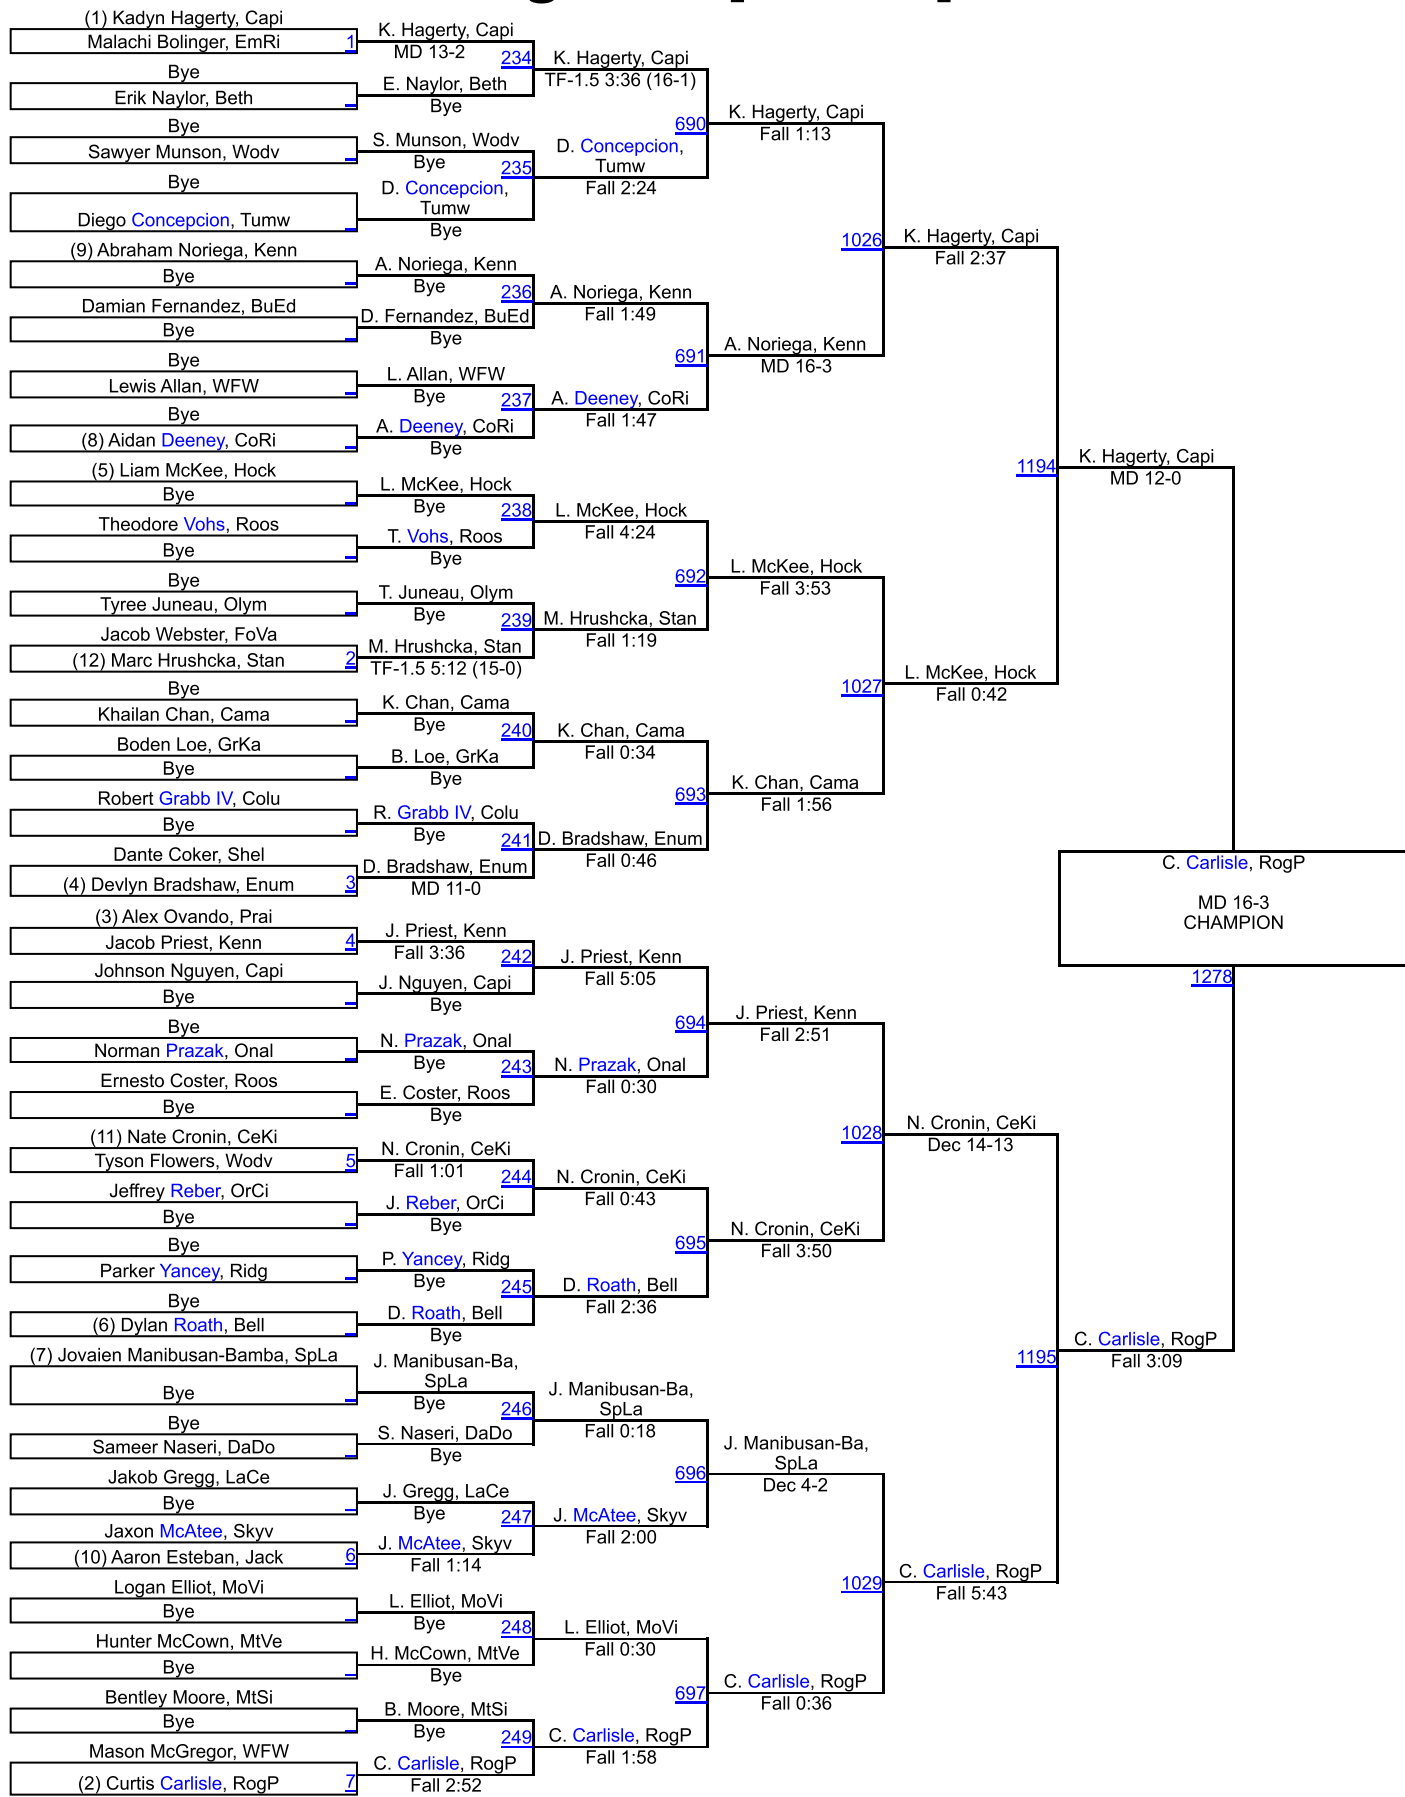 (1) Kadyn Hagerty, Capi
Malachi Bolinger, EmRi 1
Bye
Erik Naylor, Beth
Bye
Sawyer Munson, Wodv
Bye
Diego Concepcion, Tumw
(9) Abraham Noriega, Kenn
Bye
Damian Fernandez, BuEd
Bye
Bye
Lewis Allan, WFW
Bye
(8) Aidan Deeney, CoRi
(5) Liam McKee, Hock
Bye
Theodore Vohs, Roos
Bye
Bye
Tyree Juneau, Olym
Jacob Webster, FoVa
(12) Marc Hrushcka, Stan 2
Bye
Khailan Chan, Cama
Boden Loe, GrKa
Bye
Robert Grabb IV, Colu
Bye
Dante Coker, Shel
(4) Devlyn Bradshaw, Enum 3
(3) Alex Ovando, Prai
Jacob Priest, Kenn 4
Johnson Nguyen, Capi
Bye
Bye
Norman Prazak, Onal
Ernesto Coster, Roos
Bye
(11) Nate Cronin, CeKi
Tyson Flowers, Wodv 5
Jeffrey Reber, OrCi
Bye
Bye
Parker Yancey, Ridg
Bye
(6) Dylan Roath, Bell
(7) Jovaien Manibusan-Bamba, SpLa
Bye
Bye
Sameer Naseri, DaDo
Jakob Gregg, LaCe
Bye
Jaxon McAtee, Skyv
(10) Aaron Esteban, Jack 6
Logan Elliot, MoVi
Bye
Hunter McCown, MtVe
Bye
Bentley Moore, MtSi
Bye
Mason McGregor, WFW
(2) Curtis Carlisle, RogP 7
K. Hagerty, Capi
MD 13-2
234
E. Naylor, Beth
Bye
S. Munson, Wodv
Bye
235
D. Concepcion,
Tumw
Bye
A. Noriega, Kenn
Bye
236
D. Fernandez, BuEd
Bye
L. Allan, WFW
Bye
237
A. Deeney, CoRi
Bye
L. McKee, Hock
Bye
238
T. Vohs, Roos
Bye
T. Juneau, Olym
Bye
239
M. Hrushcka, Stan
TF-1.5 5:12 (15-0)
K. Chan, Cama
Bye
240
B. Loe, GrKa
Bye
R. Grabb IV, Colu
Bye
241
D. Bradshaw, Enum
MD 11-0
J. Priest, Kenn
Fall 3:36
242
J. Nguyen, Capi
Bye
N. Prazak, Onal
Bye
243
E. Coster, Roos
Bye
N. Cronin, CeKi
Fall 1:01
244
J. Reber, OrCi
Bye
P. Yancey, Ridg
Bye
245
D. Roath, Bell
Bye
J. Manibusan-Ba,
SpLa
Bye
246
S. Naseri, DaDo
Bye
J. Gregg, LaCe
Bye
247
J. McAtee, Skyv
Fall 1:14
L. Elliot, MoVi
Bye
248
H. McCown, MtVe
Bye
B. Moore, MtSi
Bye
249
C. Carlisle, RogP
Fall 2:52
K. Hagerty, Capi
TF-1.5 3:36 (16-1)
690
D. Concepcion,
Tumw
Fall 2:24
A. Noriega, Kenn
Fall 1:49
691
A. Deeney, CoRi
Fall 1:47
L. McKee, Hock
Fall 4:24
692
M. Hrushcka, Stan
Fall 1:19
K. Chan, Cama
Fall 0:34
693
D. Bradshaw, Enum
Fall 0:46
J. Priest, Kenn
Fall 5:05
694
N. Prazak, Onal
Fall 0:30
N. Cronin, CeKi
Fall 0:43
695
D. Roath, Bell
Fall 2:36
J. Manibusan-Ba,
SpLa
Fall 0:18
696
J. McAtee, Skyv
Fall 2:00
L. Elliot, MoVi
Fall 0:30
697
C. Carlisle, RogP
Fall 1:58
K. Hagerty, Capi
Fall 1:13
1026
A. Noriega, Kenn
MD 16-3
L. McKee, Hock
Fall 3:53
1027
K. Chan, Cama
Fall 1:56
J. Priest, Kenn
Fall 2:51
1028
N. Cronin, CeKi
Fall 3:50
J. Manibusan-Ba,
SpLa
Dec 4-2
1029
C. Carlisle, RogP
Fall 0:36
K. Hagerty, Capi
Fall 2:37
1194
L. McKee, Hock
Fall 0:42
N. Cronin, CeKi
Dec 14-13
1195
C. Carlisle, RogP
Fall 5:43
K. Hagerty, Capi
MD 12-0
C. Carlisle, RogP
MD 16-3
CHAMPION
1278
C. Carlisle, RogP
Fall 3:09